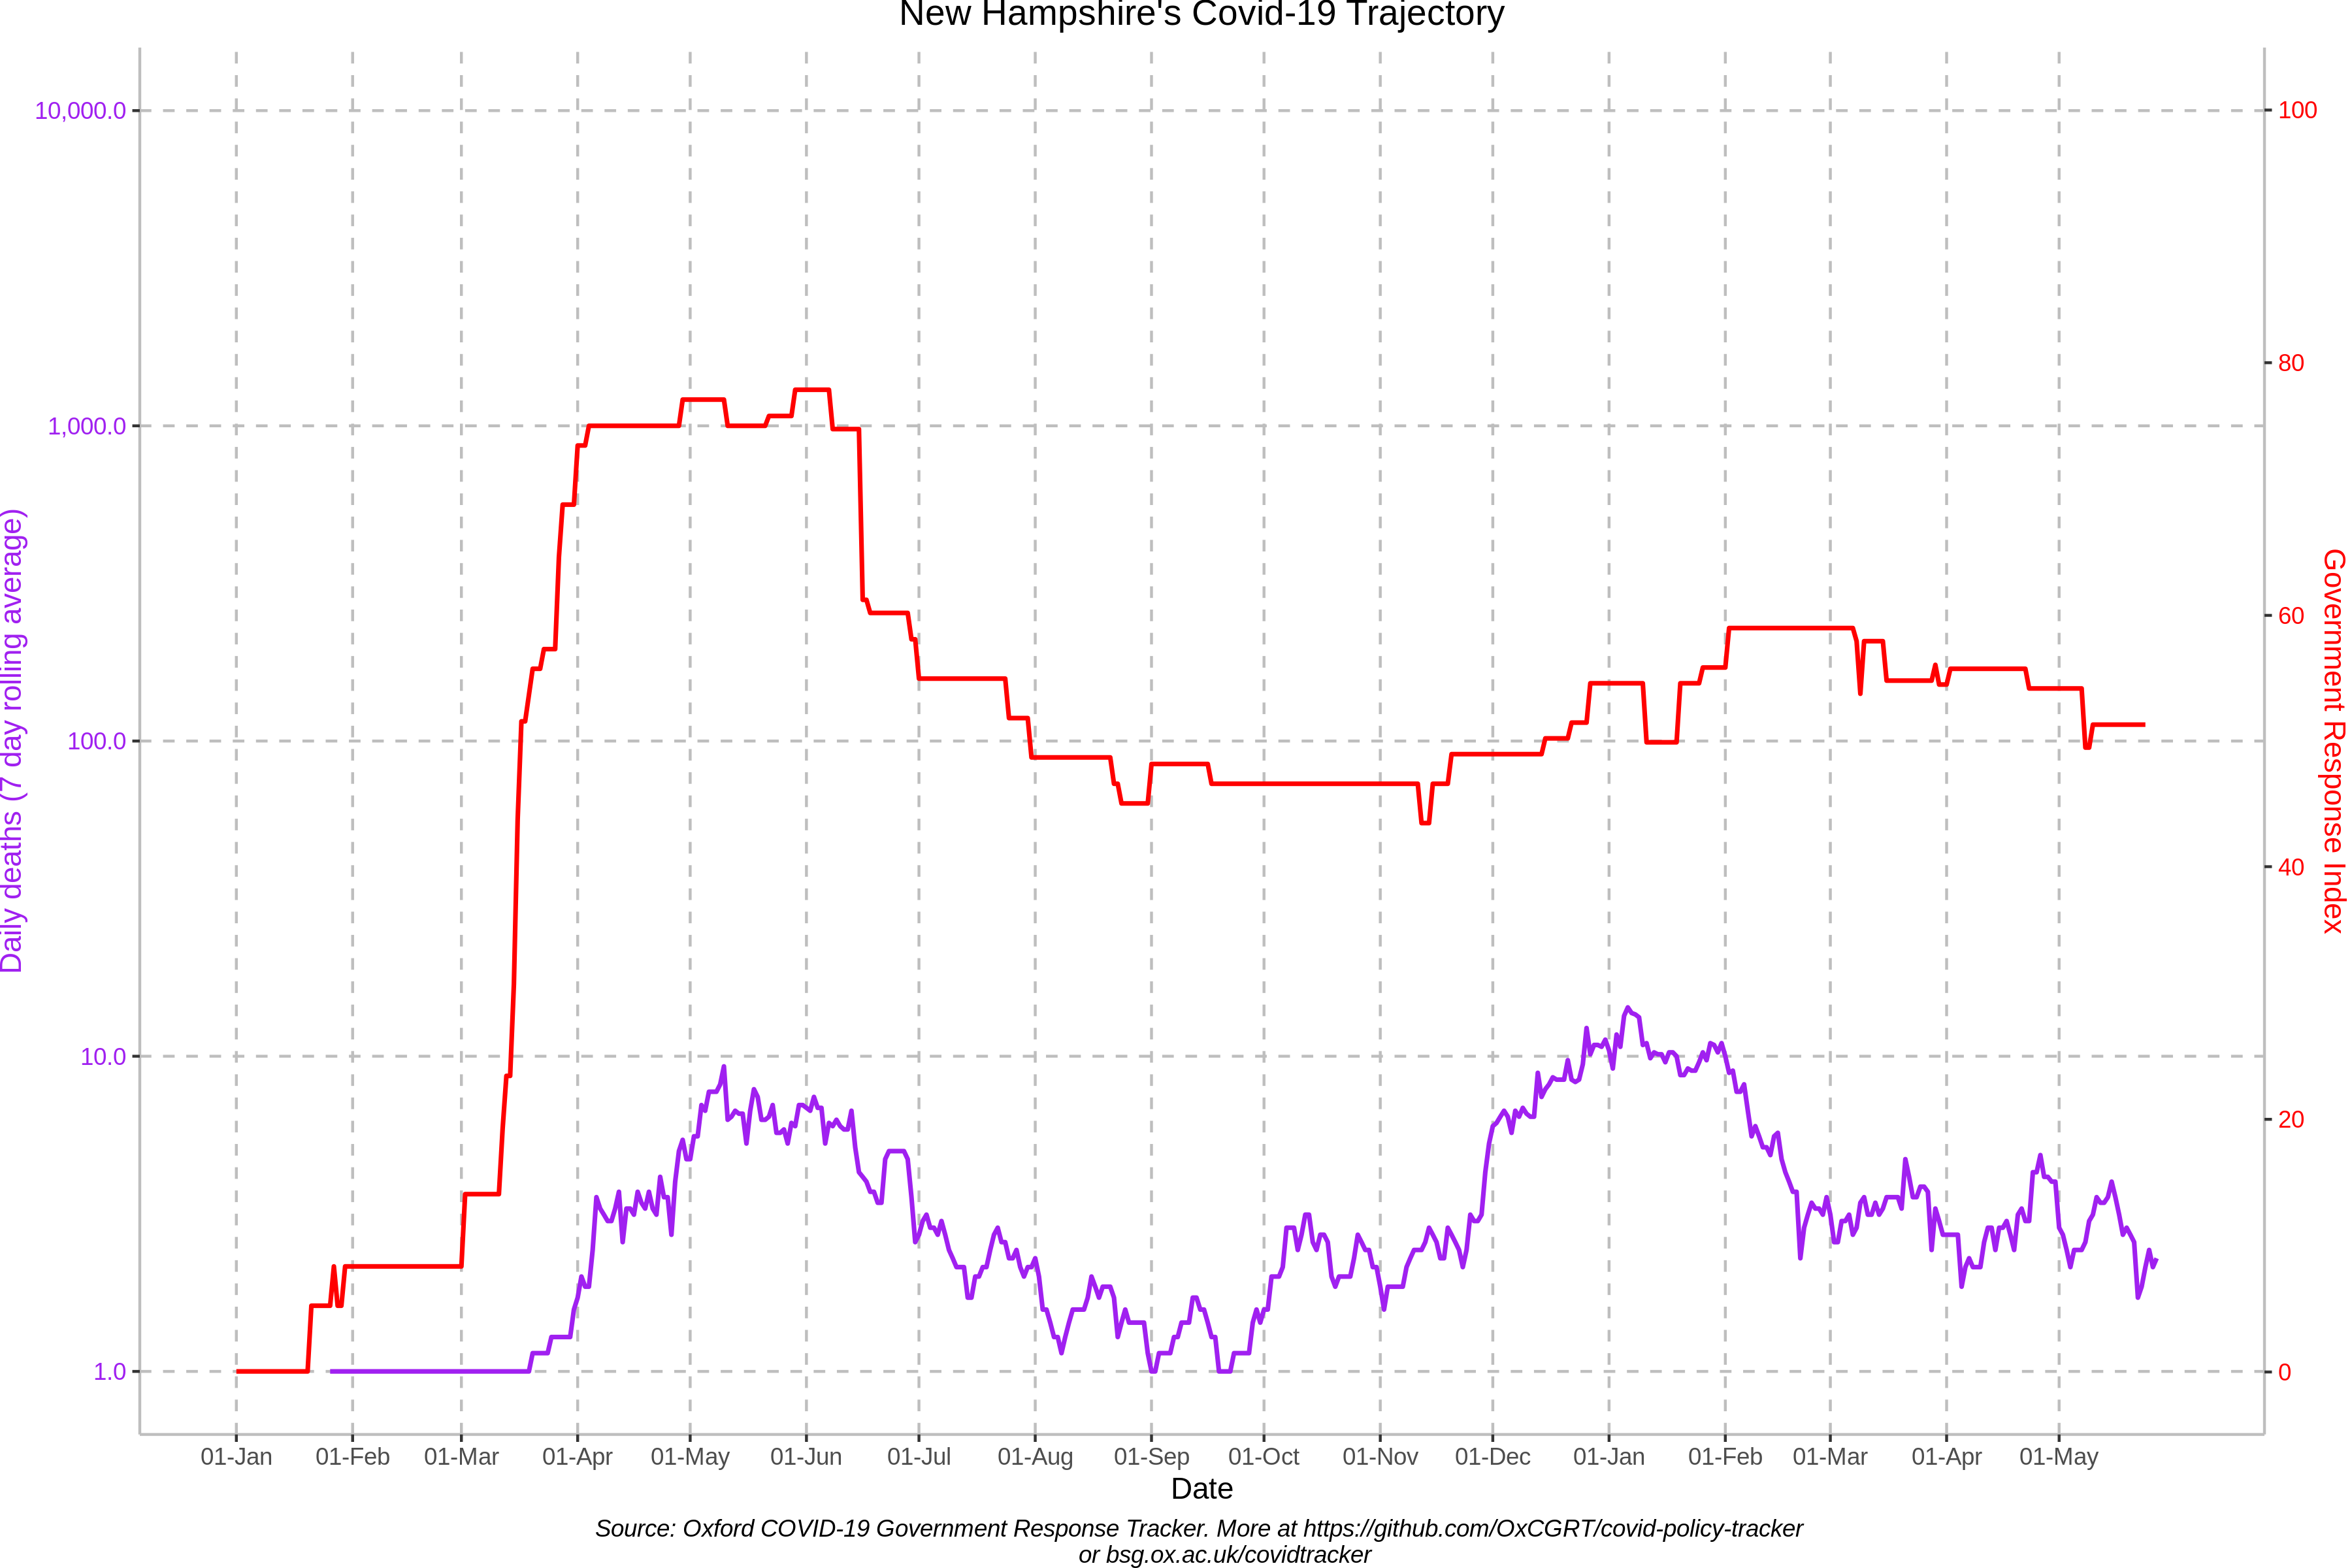 New Hampshire's Covid-19 Trajectory
10,000.0
1,000.0
100.0
10.0
1.0
Daily deaths (7 day rolling average)
100
80
60
40
20
0
Government Response Index
01-Jan 01-Feb 01-Mar 01-Apr 01-May 01-Jun 01-Jul 01-Aug 01-Sep 01-Oct 01-Nov 01-Dec 01-Jan 01-Feb 01-Mar 01-Apr 01-May
Date
Source: Oxford COVID-19 Government Response Tracker. More at https://github.com/OxCGRT/covid-policy-tracker
or bsg.ox.ac.uk/covidtracker